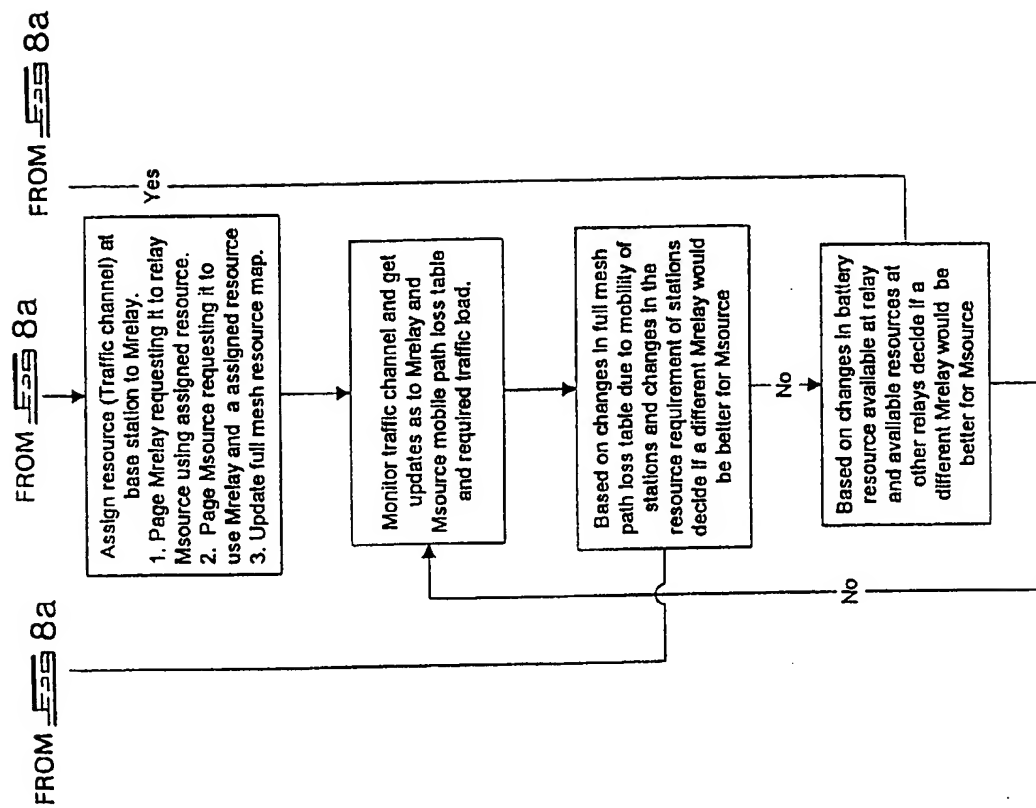 FROM Fig 8a
FROM Fig 8a
FROM Fig 8a
Assign resource (Traffic channel) at
base station to Mrelay.
1. Page Mrelay requesting it to relay
Msource using assigned resource.
2. Page Msource requesting it to
use Mrelay and a assigned resource
3. Update full mesh resource map.
Yes
Monitor traffic channel and get
updates as to Mrelay and
Msource mobile path loss table
and required traffic load.
Based on changes in full mesh
path loss table due to mobility of
stations and changes in the
resource requirement of stations
decide if a different Mrelay would
be better for Msource
No
No
Based on changes in battery
resource available at relay
and available resources at
other relays decide if a
different Mrelay would be
better for Msource